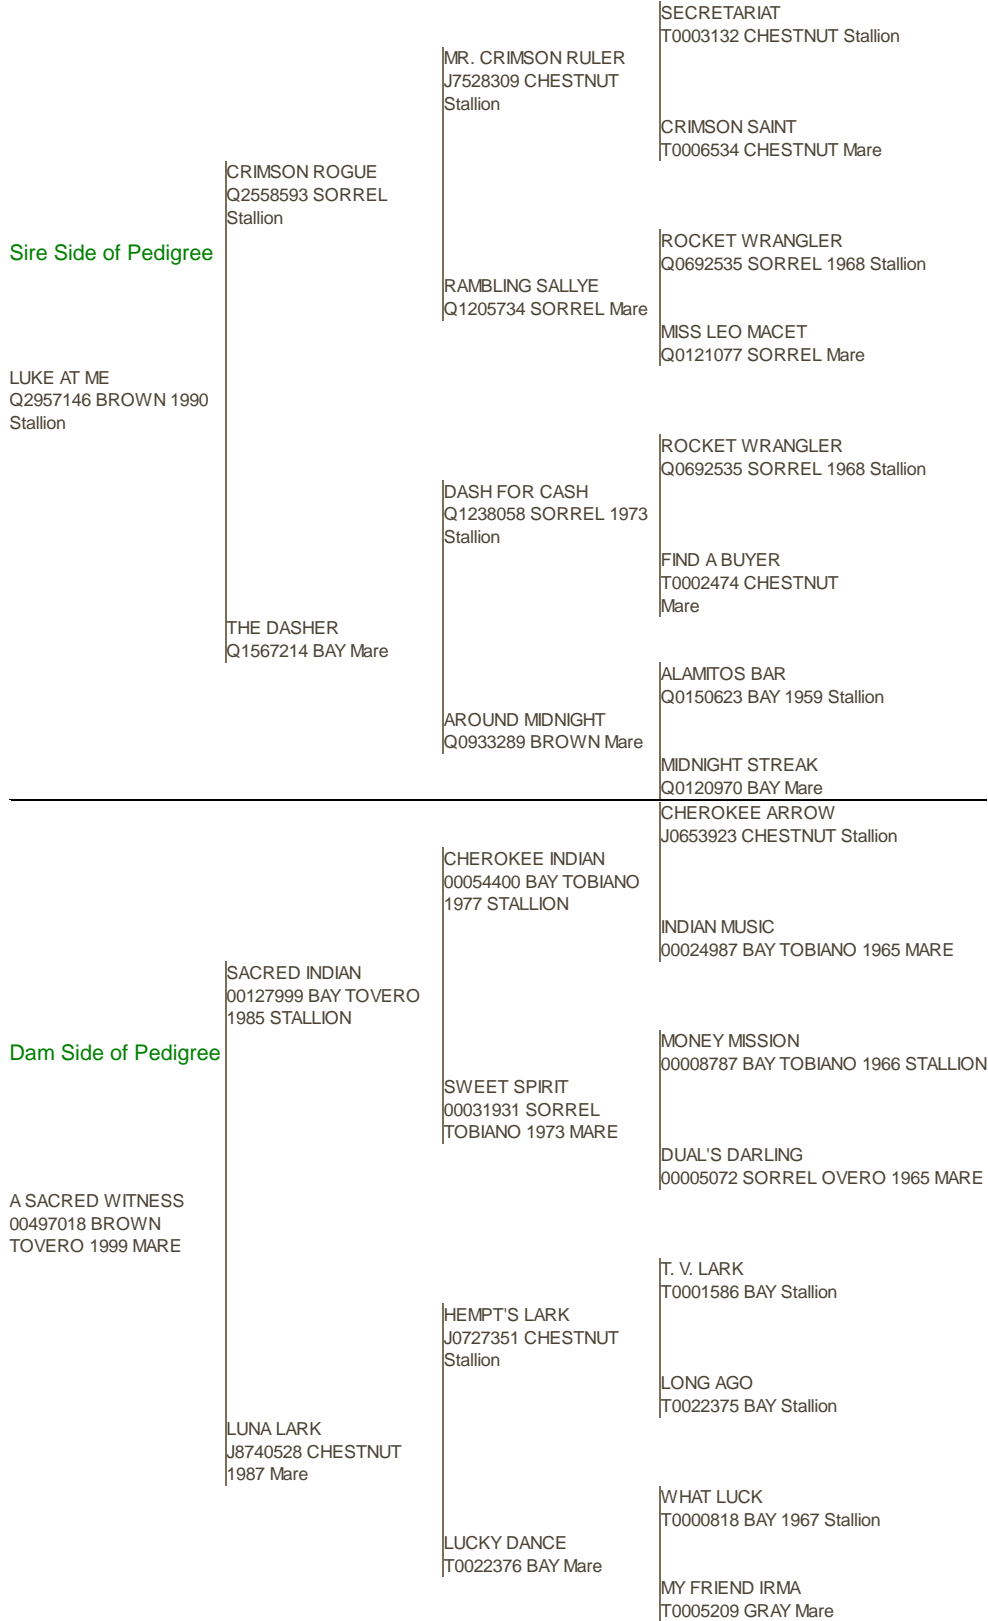 SECRETARIAT
T0003132 CHESTNUT Stallion
MR. CRIMSON RULER
J7528309 CHESTNUT
Stallion
CRIMSON SAINT
T0006534 CHESTNUT Mare
CRIMSON ROGUE
Q2558593 SORREL
Stallion
Sire Side of Pedigree
ROCKET WRANGLER
Q0692535 SORREL 1968 Stallion
RAMBLING SALLYE
Q1205734 SORREL Mare
MISS LEO MACET
Q0121077 SORREL Mare
LUKE AT ME
Q2957146 BROWN 1990
Stallion
ROCKET WRANGLER
Q0692535 SORREL 1968 Stallion
DASH FOR CASH
Q1238058 SORREL 1973
Stallion
FIND A BUYER
T0002474 CHESTNUT
Mare
THE DASHER
Q1567214 BAY Mare
ALAMITOS BAR
Q0150623 BAY 1959 Stallion
AROUND MIDNIGHT
Q0933289 BROWN Mare
MIDNIGHT STREAK
Q0120970 BAY Mare
CHEROKEE ARROW
J0653923 CHESTNUT Stallion
CHEROKEE INDIAN
00054400 BAY TOBIANO
1977 STALLION
INDIAN MUSIC
00024987 BAY TOBIANO 1965 MARE
SACRED INDIAN
00127999 BAY TOVERO
1985 STALLION
Dam Side of Pedigree
MONEY MISSION
00008787 BAY TOBIANO 1966 STALLION
SWEET SPIRIT
00031931 SORREL
TOBIANO 1973 MARE
DUAL'S DARLING
00005072 SORREL OVERO 1965 MARE
A SACRED WITNESS
00497018 BROWN
TOVERO 1999 MARE
T. V. LARK
T0001586 BAY Stallion
HEMPT'S LARK
J0727351 CHESTNUT
Stallion
LONG AGO
T0022375 BAY Stallion
LUNA LARK
J8740528 CHESTNUT
1987 Mare
WHAT LUCK
T0000818 BAY 1967 Stallion
LUCKY DANCE
T0022376 BAY Mare
MY FRIEND IRMA
T0005209 GRAY Mare